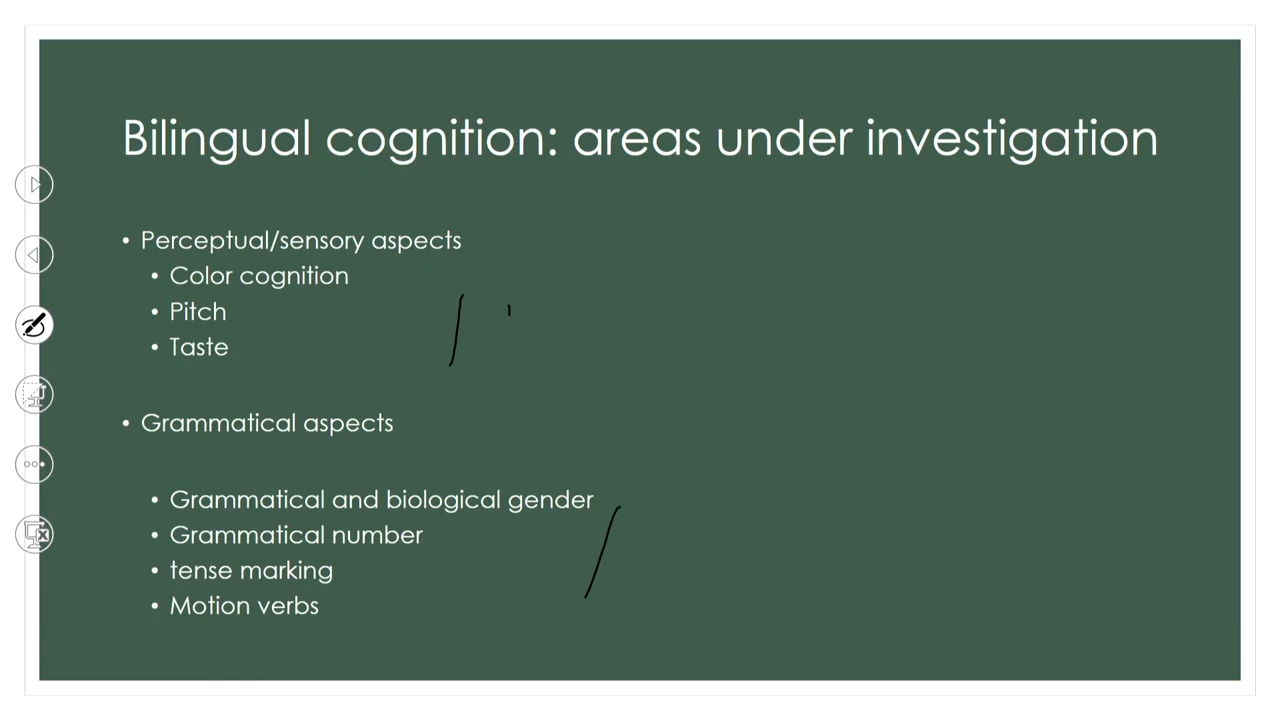 Bilingual cognition: areas under investigation
• Perceptual/sensory aspects
• Color cognition
• Pitch
• Taste
• Grammatical aspects
• Grammatical and biological gender
• Grammatical number
• tense marking
• Motion verbs